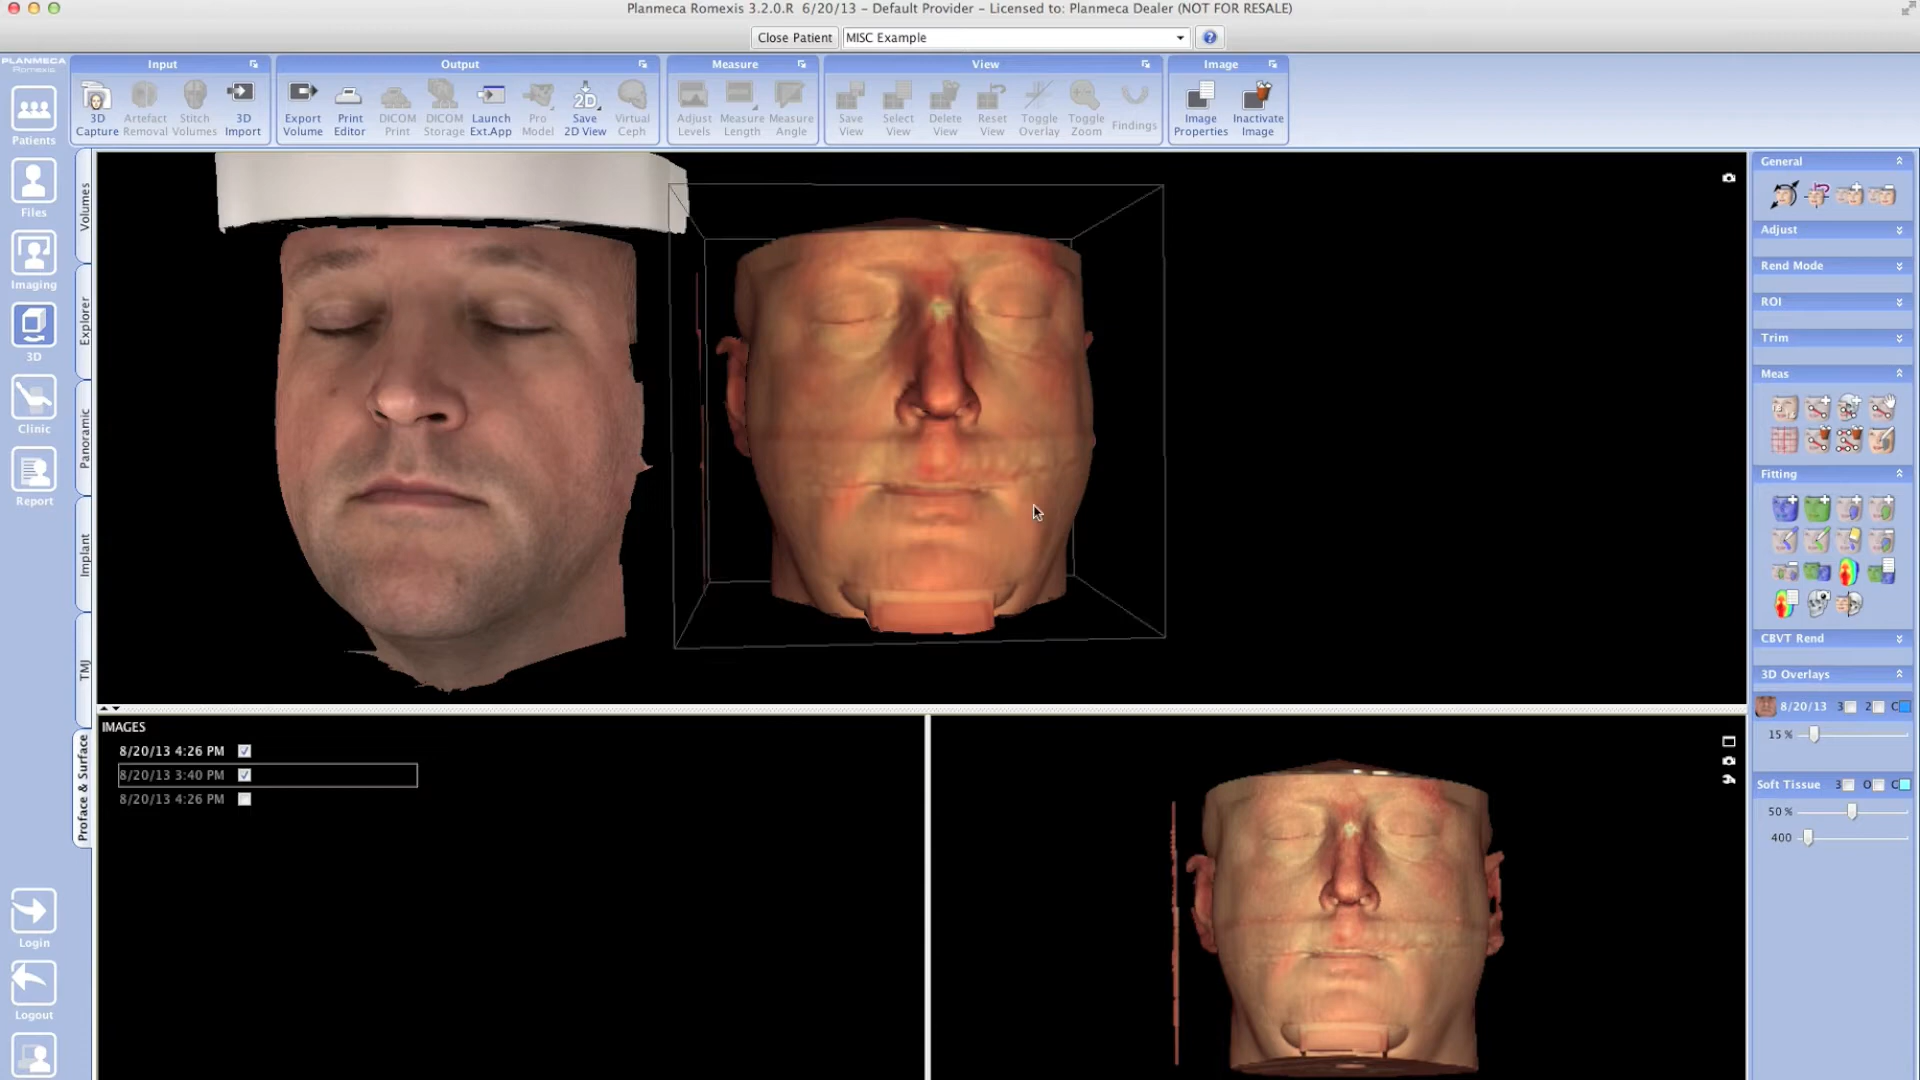 Planmeca Romexis 3.2.0.R 6/20/13 - Default Provider - Licensed to: Planmeca Dealer (NOT FOR RESALE)
Close Patient MISC Example ?
PLANMECA
Romexis
Input Output Measure View Image
3D Capture
Artefact Removal
Stitch Volumes
3D Import
Export Volume
Print Editor
DICOM Print
DICOM Storage
Launch Ext.App
Pro Model
2D
Save 2D View
Virtual Ceph
Adjust Levels
Measure Length
Measure Angle
Save View
Select View
Delete View
Reset View
Toggle Overlay
Toggle Zoom
Findings
Image Properties
Inactivate Image
Patients
Files
Imaging
3D
Clinic
Report
Login
Logout
Volumes
Explorer
Panoramic
Implant
TMJ
Proface & Surface
IMAGES
8/20/13 4:26 PM
8/20/13 3:40 PM
8/20/13 4:26 PM
General
Adjust
Rend Mode
ROI
Trim
Meas
Fitting
CBVT Rend
3D Overlays
8/20/13 3 2 C
15 %
Soft Tissue 3 O C
50 %
400